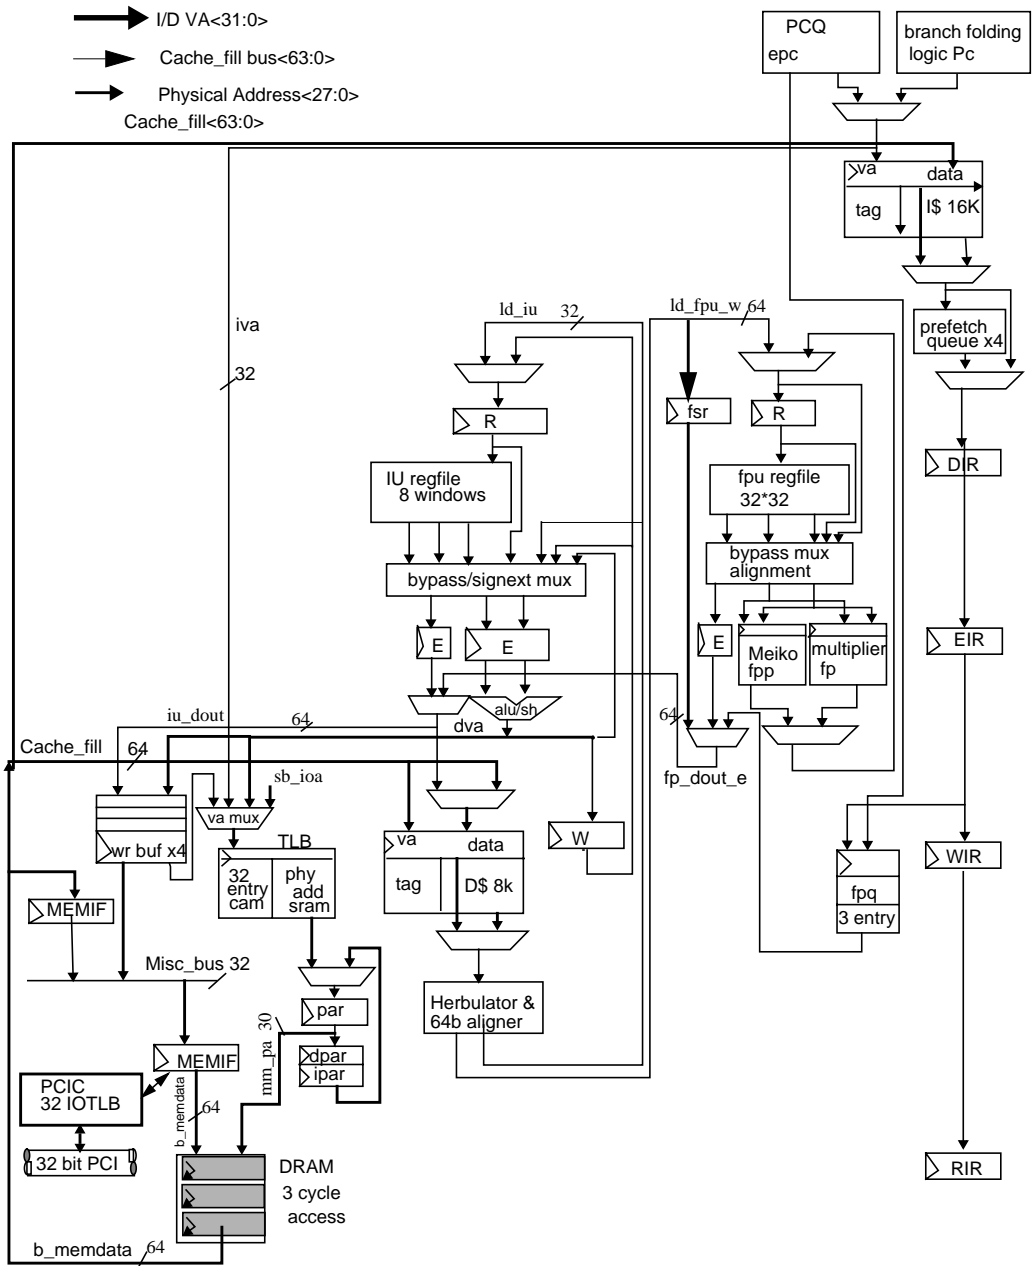 I/D VA<31:0>
Cache_fill bus<63:0>
Physical Address<27:0>
Cache_fill<63:0>
PCQ
epc
branch folding
logic Pc
va
data
tag
I$ 16K
prefetch
queue x4
DIR
EIR
WIR
RIR
iva
32
ld_iu
32
R
IU regfile
8 windows
bypass/signext mux
E
E
alu/sh
ld_fpu_w
64
fsr
R
fpu regfile
32*32
bypass mux
alignment
E
Meiko
fpp
multiplier
fp
64
fp_dout_e
iu_dout
64
dva
Cache_fill
64
sb_ioa
va mux
wr buf x4
TLB
32
entry
cam
phy
add
sram
va
data
tag
D$ 8k
W
fpq
3 entry
MEMIF
Misc_bus 32
par
dpar
ipar
mm_pa 30
Herbulator &
64b aligner
MEMIF
PCIC
32 IOTLB
32 bit PCI
b_memdata
64
DRAM
3 cycle
access
b_memdata
64